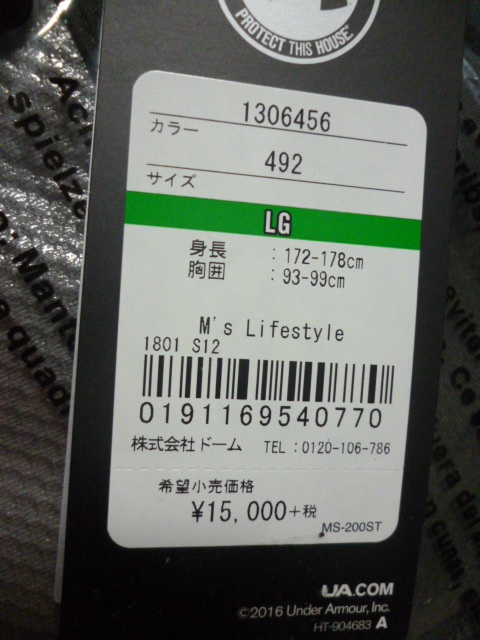 PROTECT THIS HOUSE.
1306456
カラー
492
サイズ
LG
身長 : 172-178cm
胸囲 : 93-99cm
M's Lifestyle
1801 S12
0191169540770
株式会社ドーム TEL:0120-106-786
希望小売価格
¥15,000+税
MS-200ST
UA.COM
©2016 Under Armour, Inc.
HT-904683 A
spielze